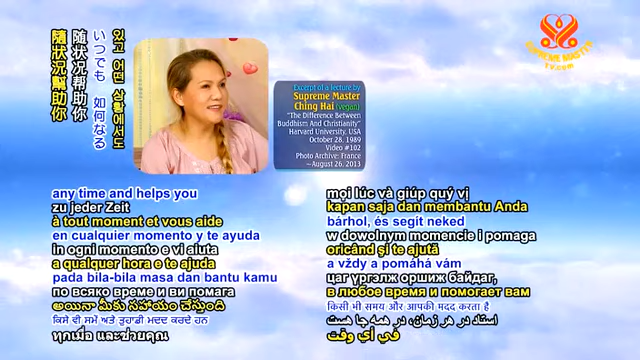 있고 어떤 상황에서도
いつでも 如何なる
随状况帮助你
隨狀況幫助你
Excerpt of a lecture by
Supreme Master
Ching Hai (vegan)
"The Difference Between
Buddhism And Christianity"
Harvard University, USA
October 28, 1989
Video #102
Photo Archive: France
~August 26, 2013
SUPREME MASTER
TV.com
any time and helps you
zu jeder Zeit
à tout moment et vous aide
en cualquier momento y te ayuda
in ogni momento e vi aiuta
a qualquer hora e te ajuda
pada bila-bila masa dan bantu kamu
по всяко време и ви помага
అయినా మీకు సహాయం చేస్తుంది
ਕਿਸੇ ਵੀ ਸਮੇਂ ਅਤੇ ਤੁਹਾਡੀ ਮਦਦ ਕਰਦੇ ਹਨ
ทุกเมื่อ และช่วยคุณ
mọi lúc và giúp quý vị
kapan saja dan membantu Anda
bárhol, és segít neked
w dowolnym momencie i pomaga
oricând şi te ajută
a vždy a pomáhá vám
цаг үргэлж оршиж байдаг,
в любое время и помогает вам
किसी भी समय और आपकी मदद करता है
استاد در هر زمان، در همه جا هست
في أي وقت